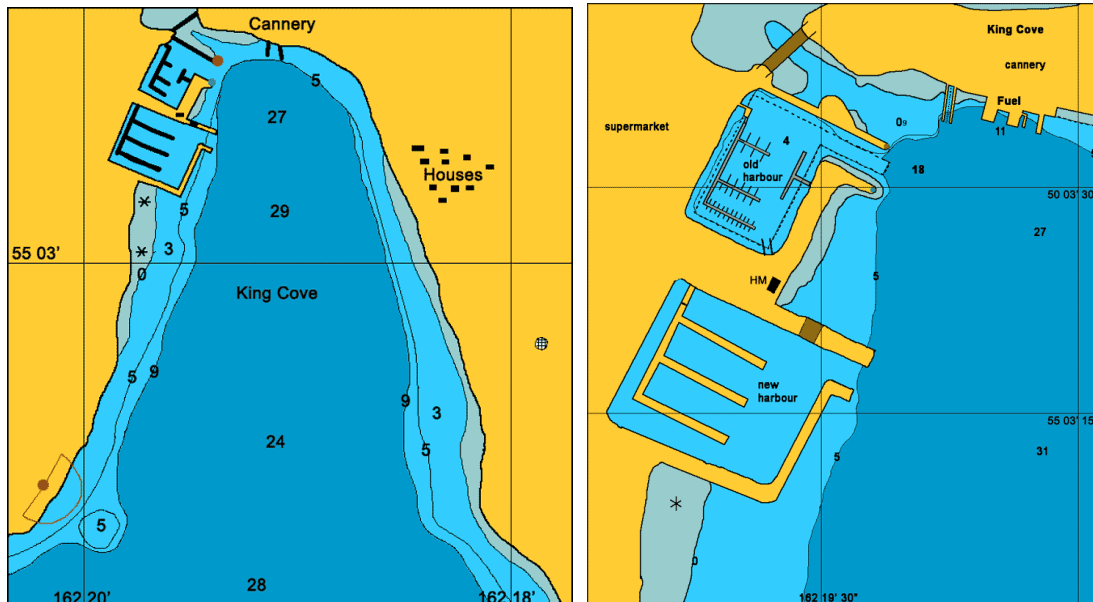 Cannery
5
27
Houses
5
29
55 03'
3
0
King Cove
5
9
9
3
5
24
5
28
162 20'
162 18'
King Cove
cannery
Fuel
11
0₉
supermarket
4
old
harbour
18
50 03'30
27
5
HM
new
harbour
55 03'15
31
5
0
162 19' 30"